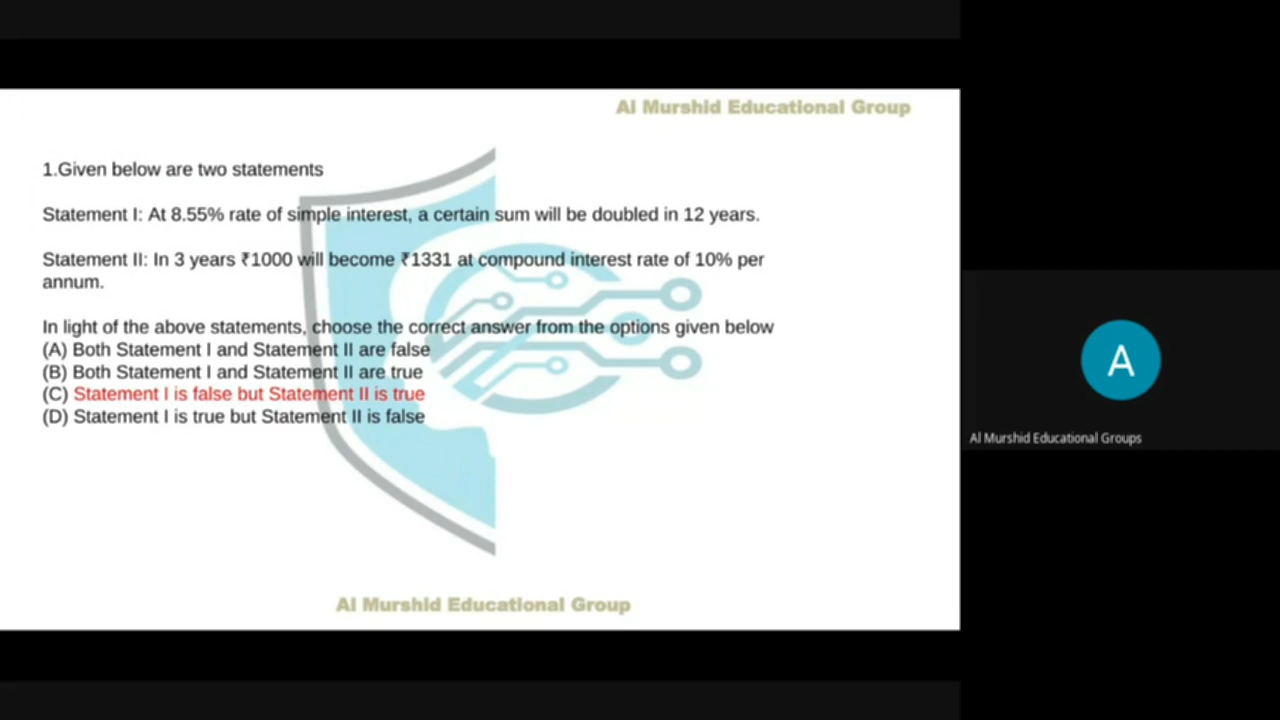 Al Murshid Educational Group
1.Given below are two statements
Statement I: At 8.55% rate of simple interest, a certain sum will be doubled in 12 years.
Statement II: In 3 years ₹1000 will become ₹1331 at compound interest rate of 10% per
annum.
In light of the above statements, choose the correct answer from the options given below
(A) Both Statement I and Statement II are false
(B) Both Statement I and Statement II are true
(C) Statement I is false but Statement II is true
(D) Statement I is true but Statement II is false
Al Murshid Educational Group
A
Al Murshid Educational Groups